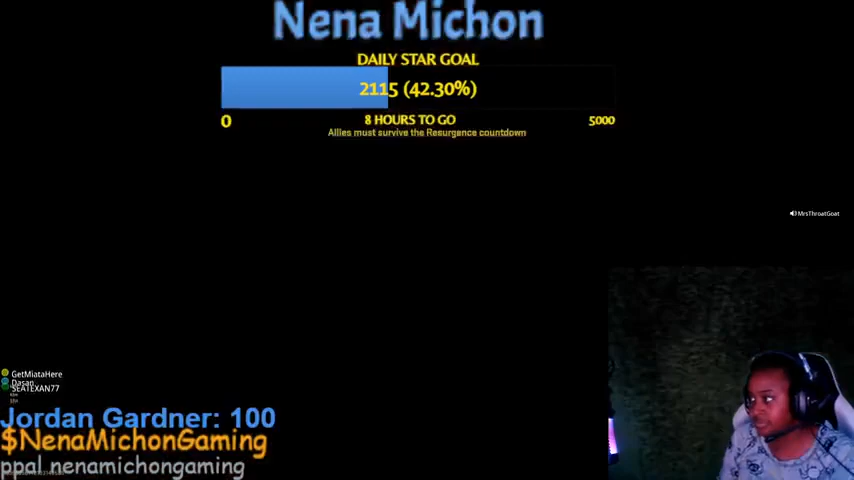 Nena Michon
DAILY STAR GOAL
2115 (42.30%)
0
8 HOURS TO GO
5000
Allies must survive the Resurgence countdown
MrsThroatGoat
GetMiataHere
Dasan
SEATEXAN77
Jordan Gardner: 100
$NenaMichonGaming
ppal nenamichongaming